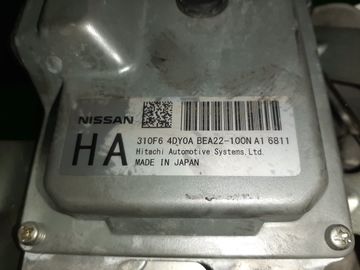 NISSAN
HA
310F6 4DY0A BEA22-100N A1 6811
Hitachi Automotive Systems,Ltd.
MADE IN JAPAN